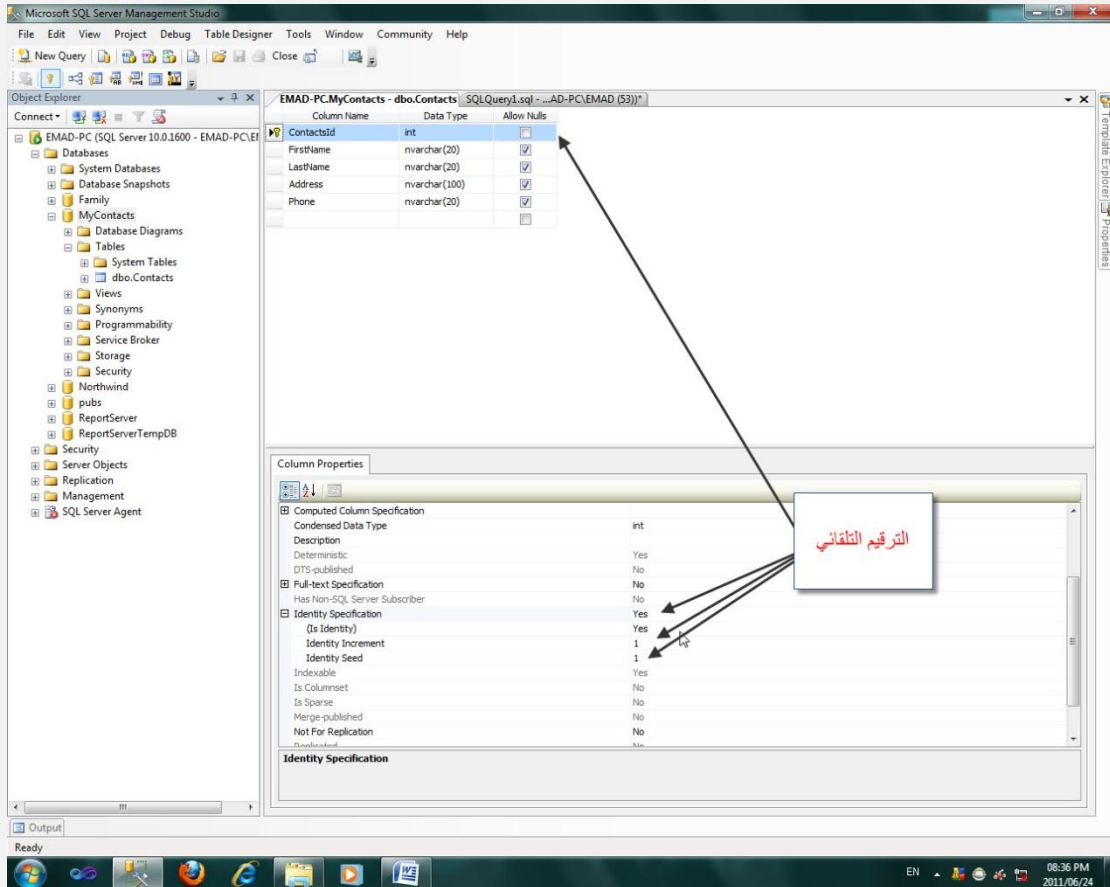 Microsoft SQL Server Management Studio
File Edit View Project Debug Table Designer Tools Window Community Help
New Query Close
Object Explorer
Connect
EMAD-PC (SQL Server 10.0.1600 - EMAD-PC\
Databases
System Databases
Database Snapshots
Family
MyContacts
Database Diagrams
Tables
System Tables
dbo.Contacts
Views
Synonyms
Programmability
Service Broker
Storage
Security
Northwind
pubs
ReportServer
ReportServerTempDB
Security
Server Objects
Replication
Management
SQL Server Agent
EMAD-PC.MyContacts - dbo.Contacts SQLQuery1.sql - ...AD-PC\EMAD (53))*
Column Name Data Type Allow Nulls
ContactsId int
FirstName nvarchar(20)
LastName nvarchar(20)
Address nvarchar(100)
Phone nvarchar(20)
Template Explorer
Properties
Column Properties
Computed Column Specification
Condensed Data Type int
Description
Deterministic Yes
DTS-published No
Full-text Specification No
Has Non-SQL Server Subscriber No
Identity Specification Yes
(Is Identity) Yes
Identity Increment 1
Identity Seed 1
Indexable Yes
Is Columnset No
Is Sparse No
Merge-published No
Not For Replication No
Replicated No
Identity Specification
الترقيم التلقائي
Output
Ready
EN 08:36 PM
2011/06/24